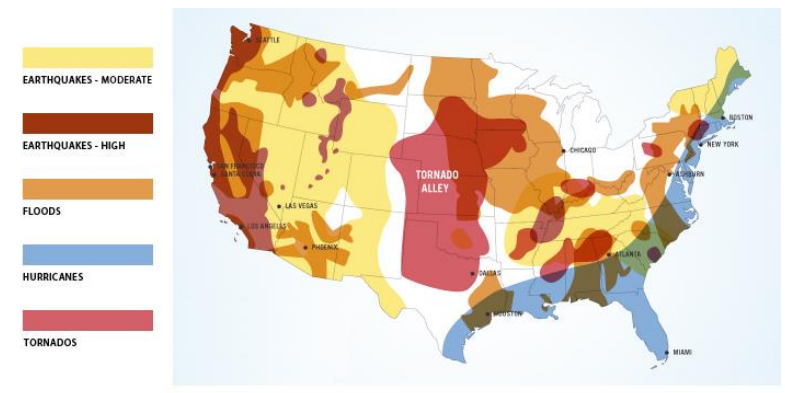 EARTHQUAKES - MODERATE
EARTHQUAKES - HIGH
FLOODS
HURRICANES
TORNADOS
SEATTLE
BOSTON
NEW YORK
CHICAGO
SAN FRANCISCO
SANTA CLARA
TORNADO
ALLEY
ASHBURN
LAS VEGAS
LOS ANGELES
PHOENIX
ATLANTA
DALLAS
HOUSTON
MIAMI